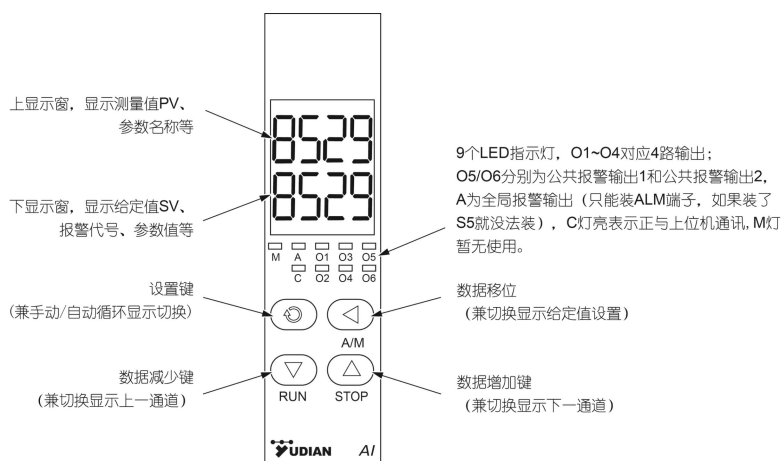 上显示窗，显示测量值PV、
参数名称等
8529
下显示窗，显示给定值SV、
报警代号、参数值等
8529
9个LED指示灯，O1~O4对应4路输出；
O5/O6分别为公共报警输出1和公共报警输出2，
A为全局报警输出（只能装ALM端子，如果装了
S5就没法装），C灯亮表示正与上位机通讯, M灯
暂无使用。
M A O1 O3 O5
C O2 O4 O6
设置键
(兼手动/自动循环显示切换)
数据移位
（兼切换显示给定值设置）
A/M
数据减少键
（兼切换显示上一通道）
数据增加键
（兼切换显示下一通道）
RUN STOP
YUDIAN AI